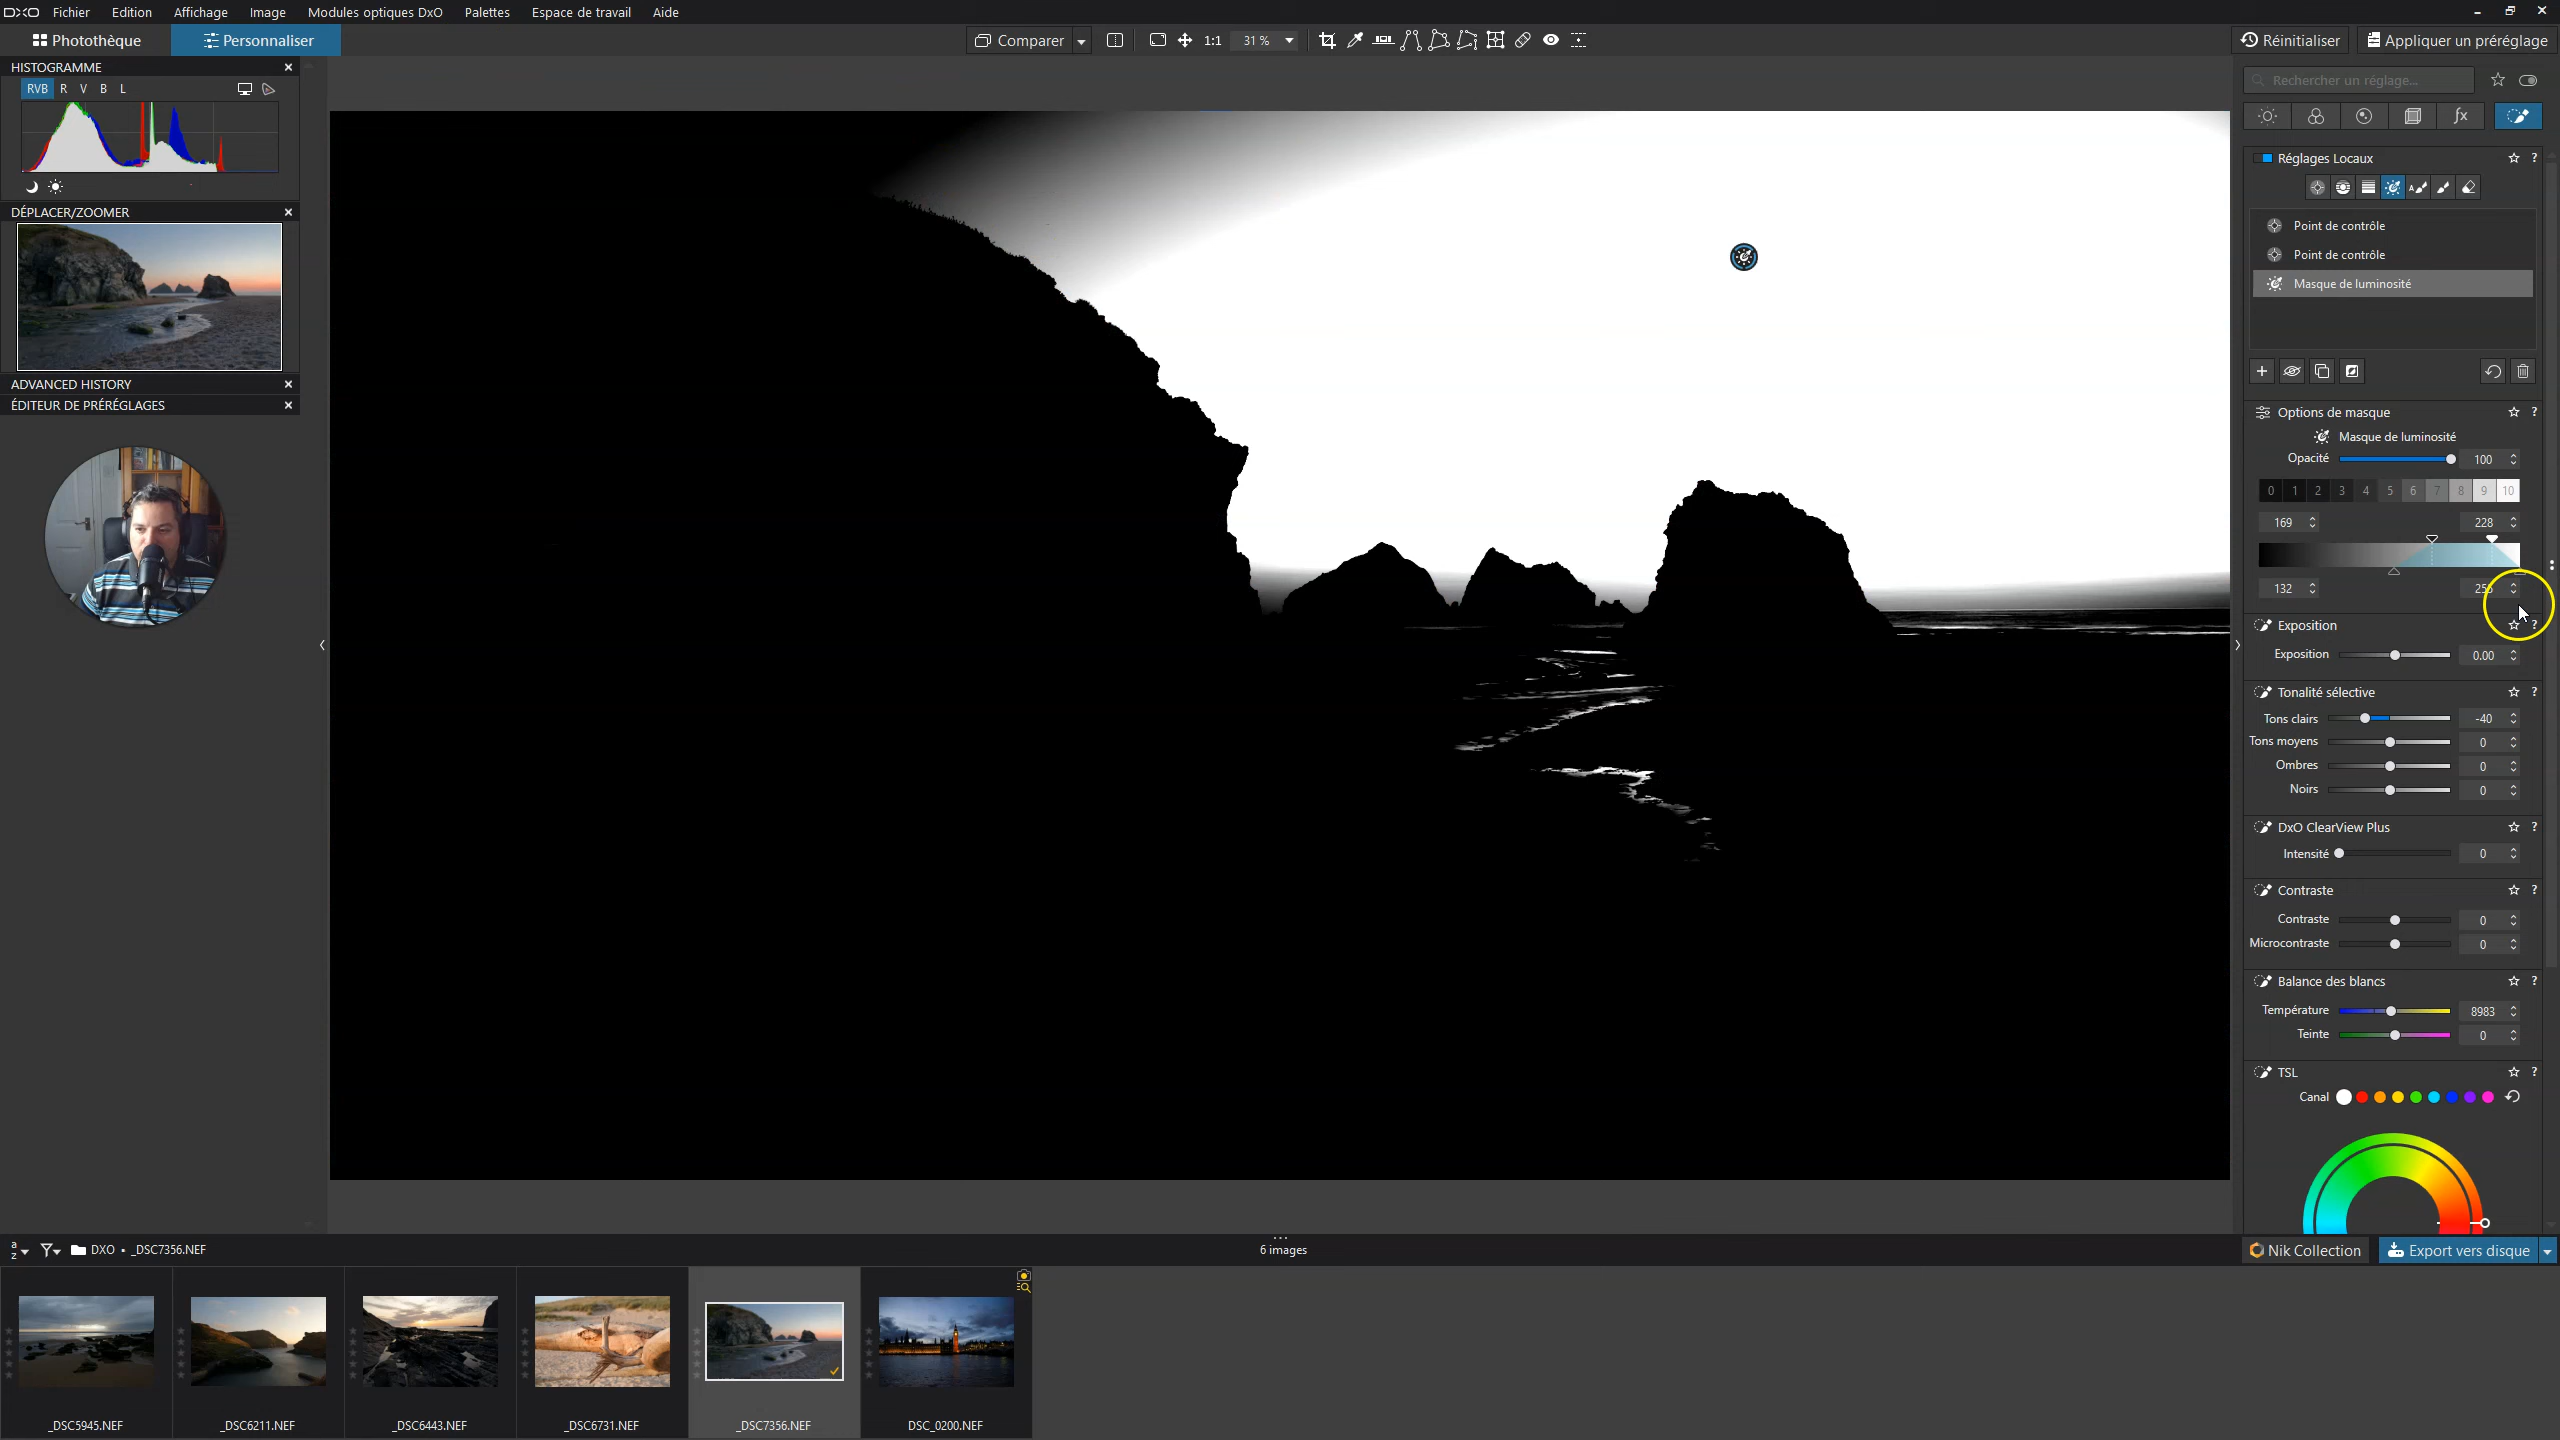 DXO Fichier Edition Affichage Image Modules optiques DxO Palettes Espace de travail Aide
Photothèque Personnaliser Comparer 1:1 31 % Réinitialiser Appliquer un préréglage
HISTOGRAMME
RVB R V B L
DÉPLACER/ZOOMER
ADVANCED HISTORY
ÉDITEUR DE PRÉRÉGLAGES
Rechercher un réglage...
fx
Réglages Locaux ?
Point de contrôle
Point de contrôle
Masque de luminosité
Options de masque ?
Masque de luminosité
Opacité 100
0 1 2 3 4 5 6 7 8 9 10
169 228
132
Exposition ?
Exposition 0.00
Tonalité sélective ?
Tons clairs -40
Tons moyens 0
Ombres 0
Noirs 0
DxO ClearView Plus ?
Intensité 0
Contraste ?
Contraste 0
Microcontraste 0
Balance des blancs ?
Température 8983
Teinte 0
TSL ?
Canal
DXO • _DSC7356.NEF
6 images
Nik Collection Export vers disque
_DSC5945.NEF
_DSC6211.NEF
_DSC6443.NEF
_DSC6731.NEF
_DSC7356.NEF
DSC_0200.NEF